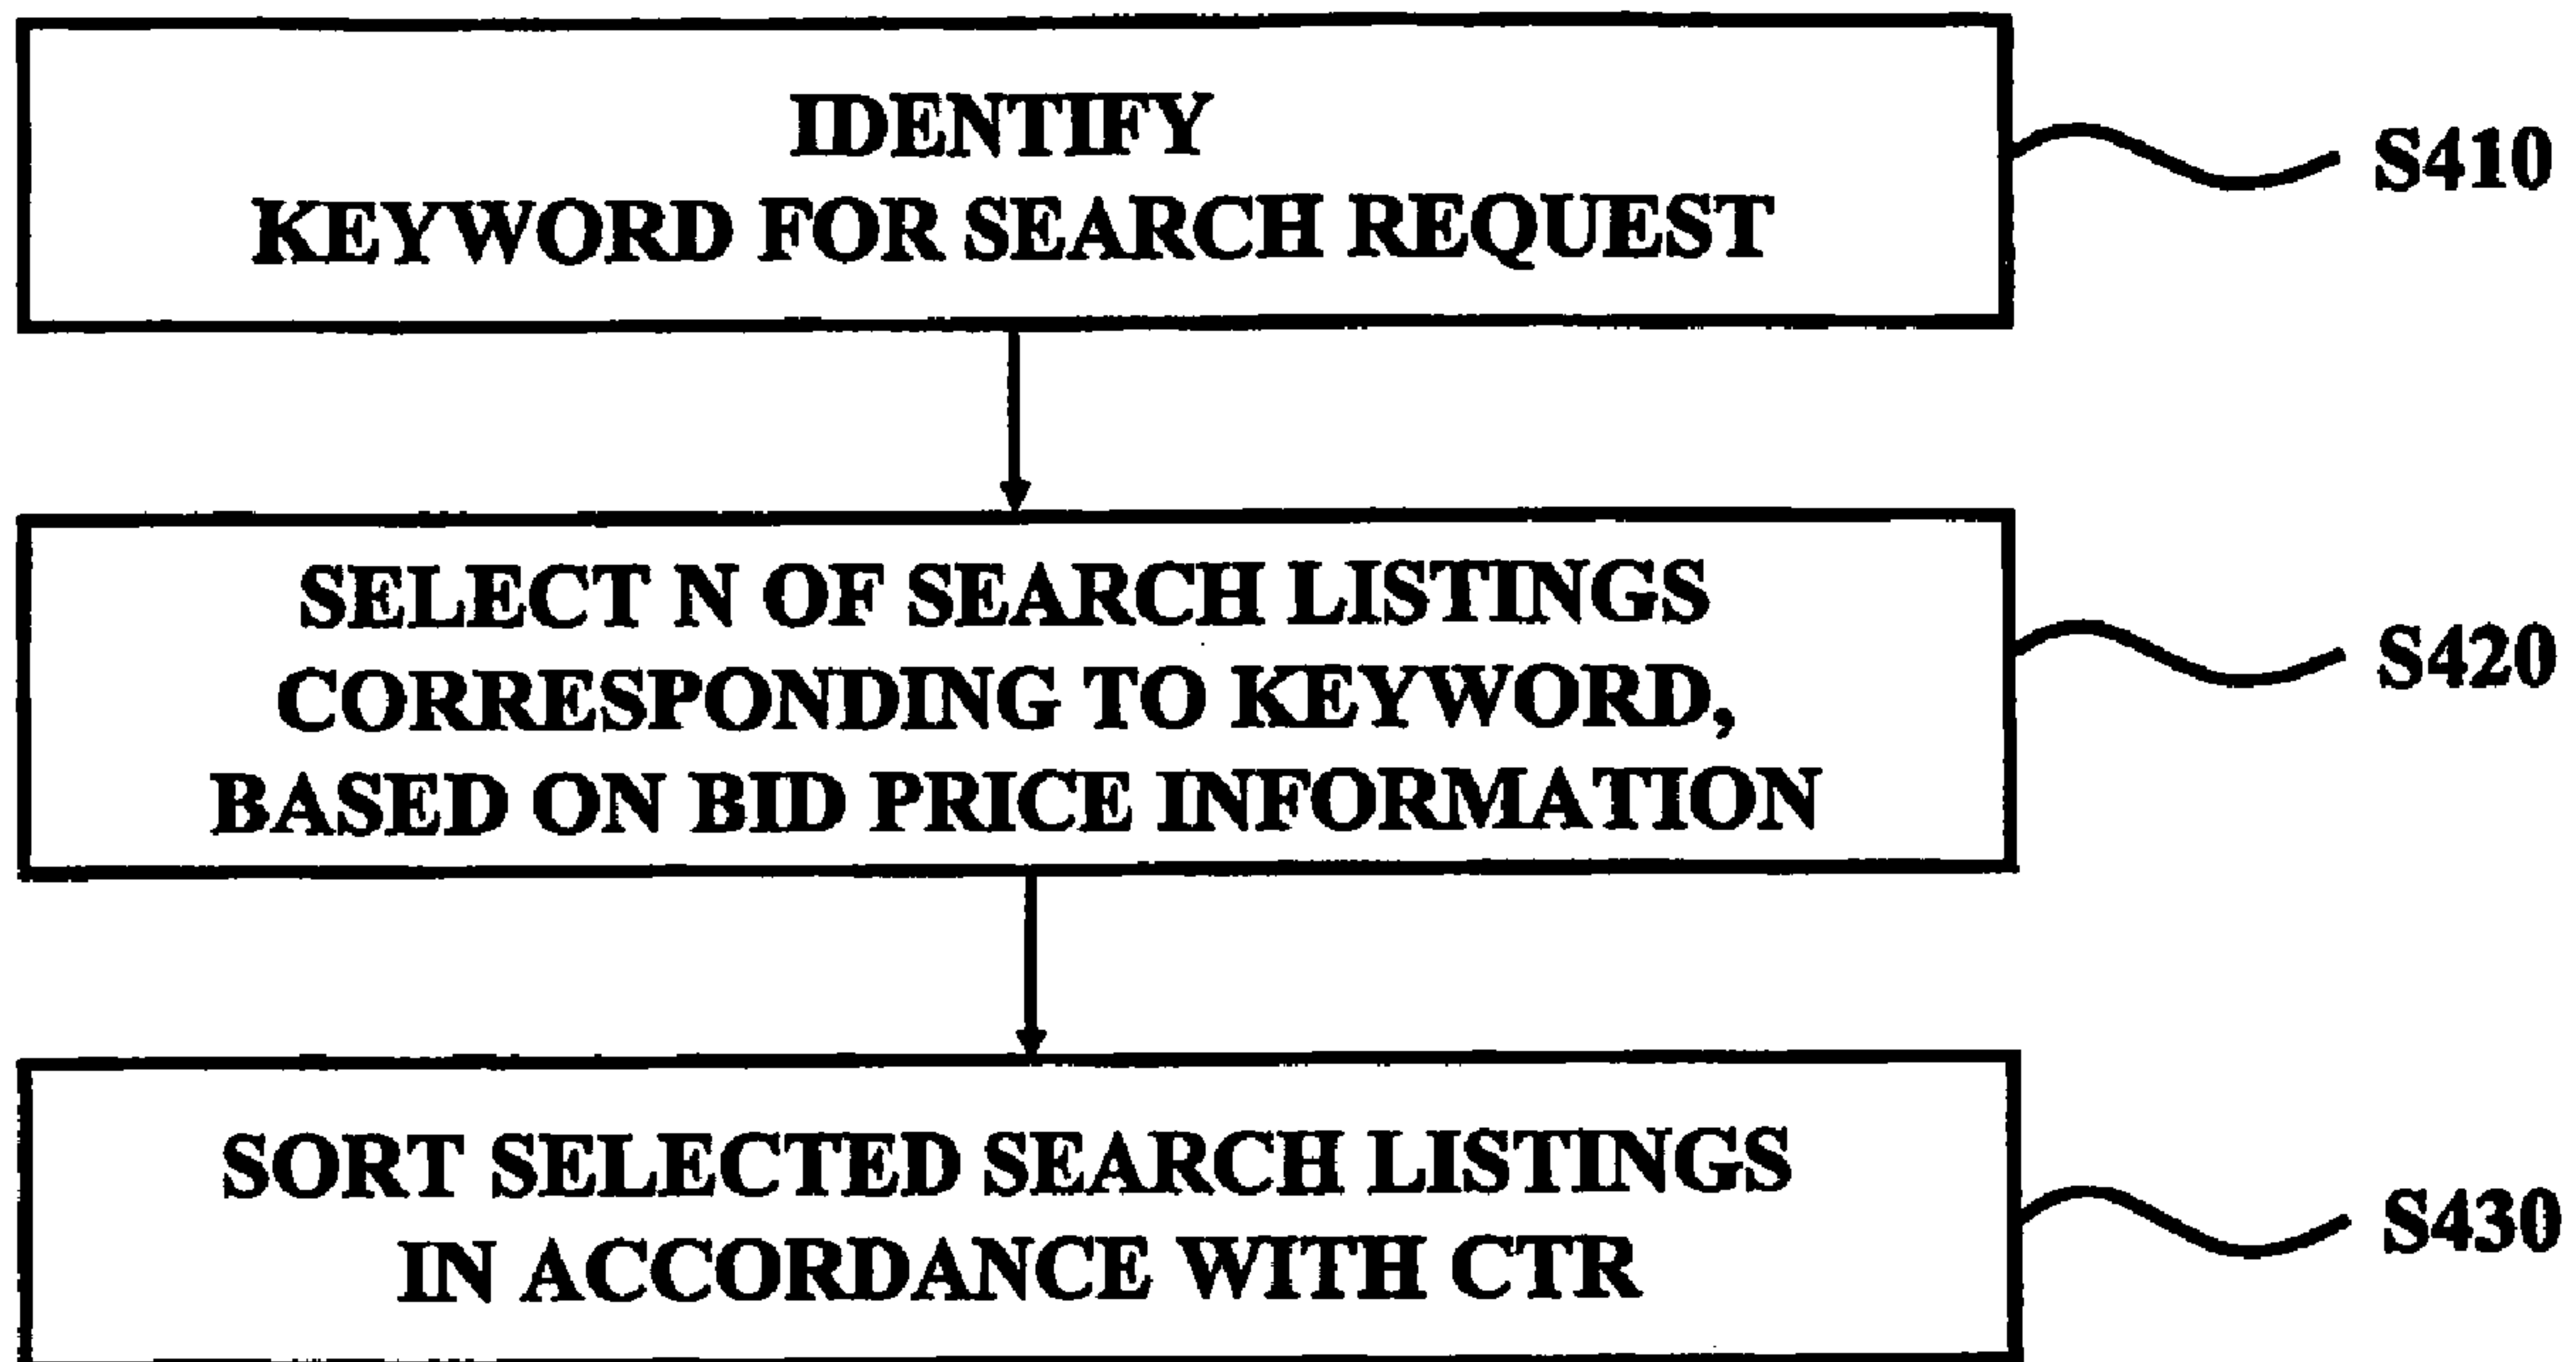 IDENTIFY
KEYWORD FOR SEARCH REQUEST
S410
SELECT N OF SEARCH LISTINGS
CORRESPONDING TO KEYWORD,
BASED ON BID PRICE INFORMATION
S420
SORT SELECTED SEARCH LISTINGS
IN ACCORDANCE WITH CTR
S430